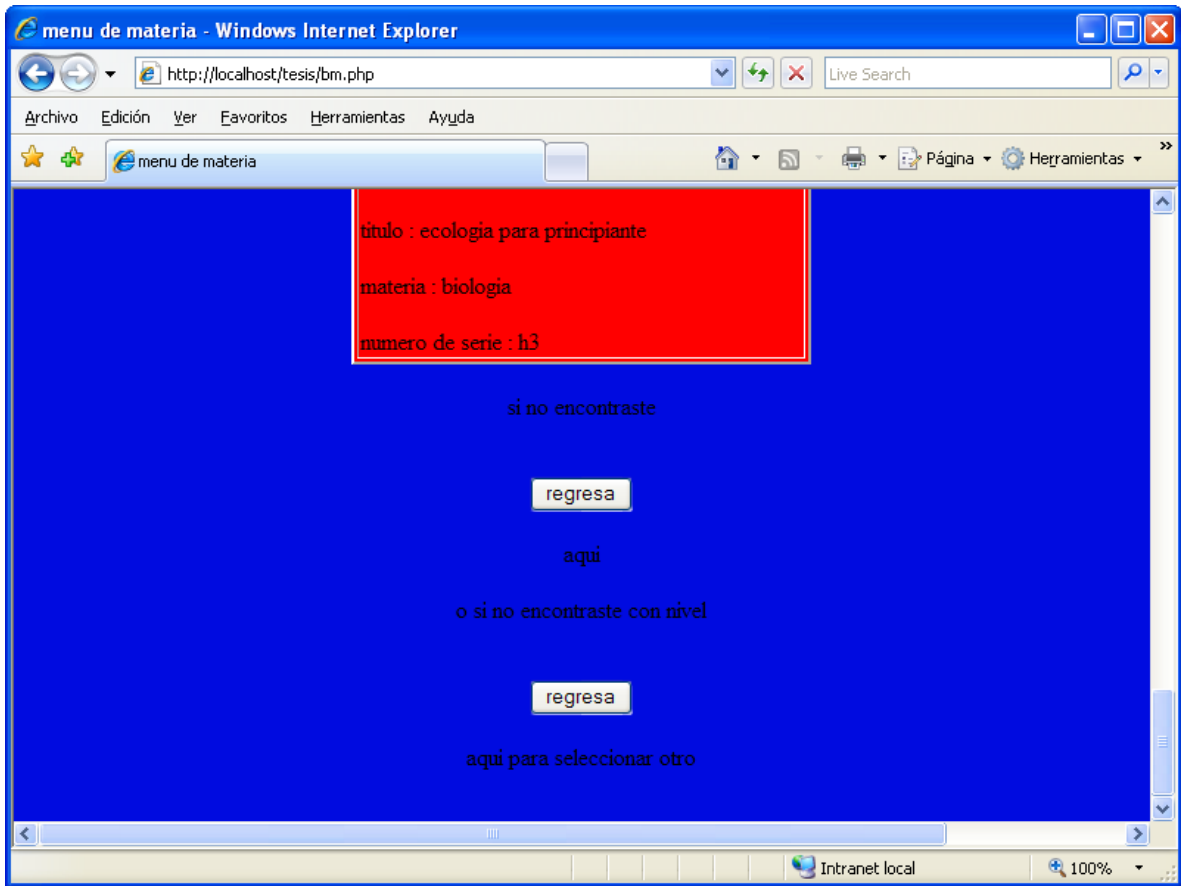 menu de materia - Windows Internet Explorer
http://localhost/tesis/bm.php
Live Search
Archivo Edición Ver Favoritos Herramientas Ayuda
menu de materia
Página Herramientas »
titulo : ecologia para principiante
materia : biologia
numero de serie : h3
si no encontraste
regresa
aqui
o si no encontraste con nivel
regresa
aqui para seleccionar otro
Intranet local 100%